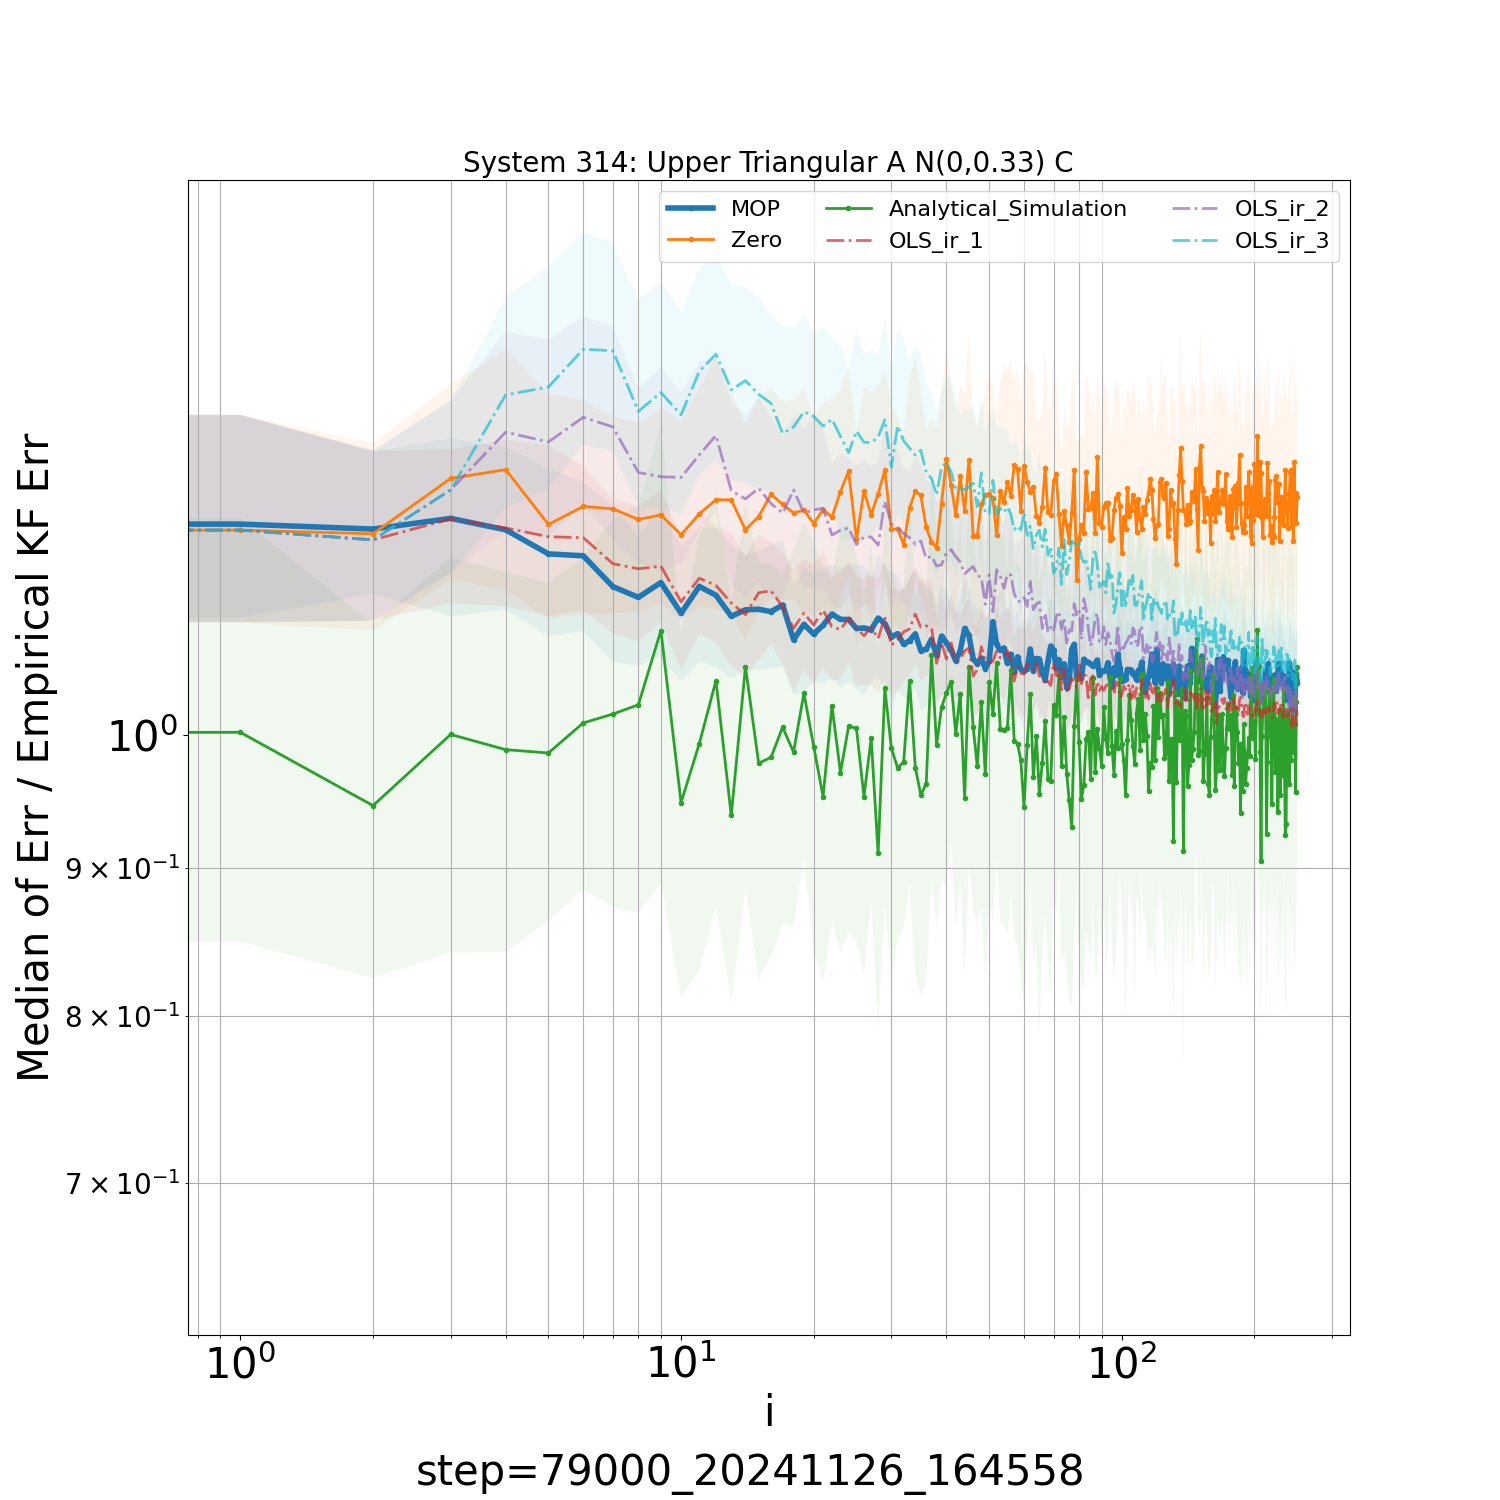 System 314: Upper Triangular A N(0,0.33) C
MOP
Zero
Analytical_Simulation
OLS_ir_1
OLS_ir_2
OLS_ir_3
Median of Err / Empirical KF Err
10⁰
9 × 10⁻¹
8 × 10⁻¹
7 × 10⁻¹
10⁰ 10¹ 10²
i
step=79000_20241126_164558